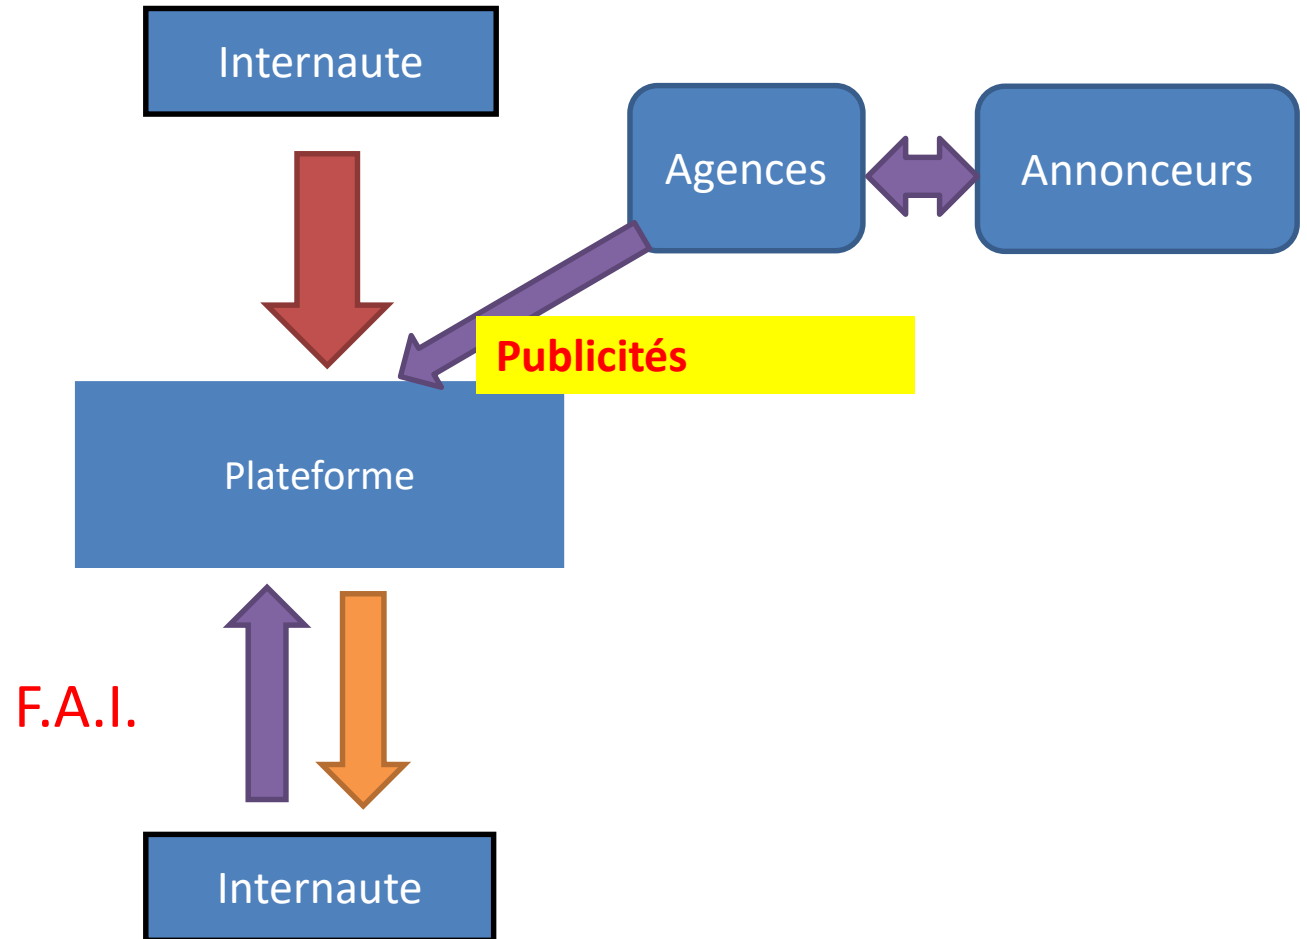 Internaute
Agences
Annonceurs
Publicités
Plateforme
F.A.I.
Internaute